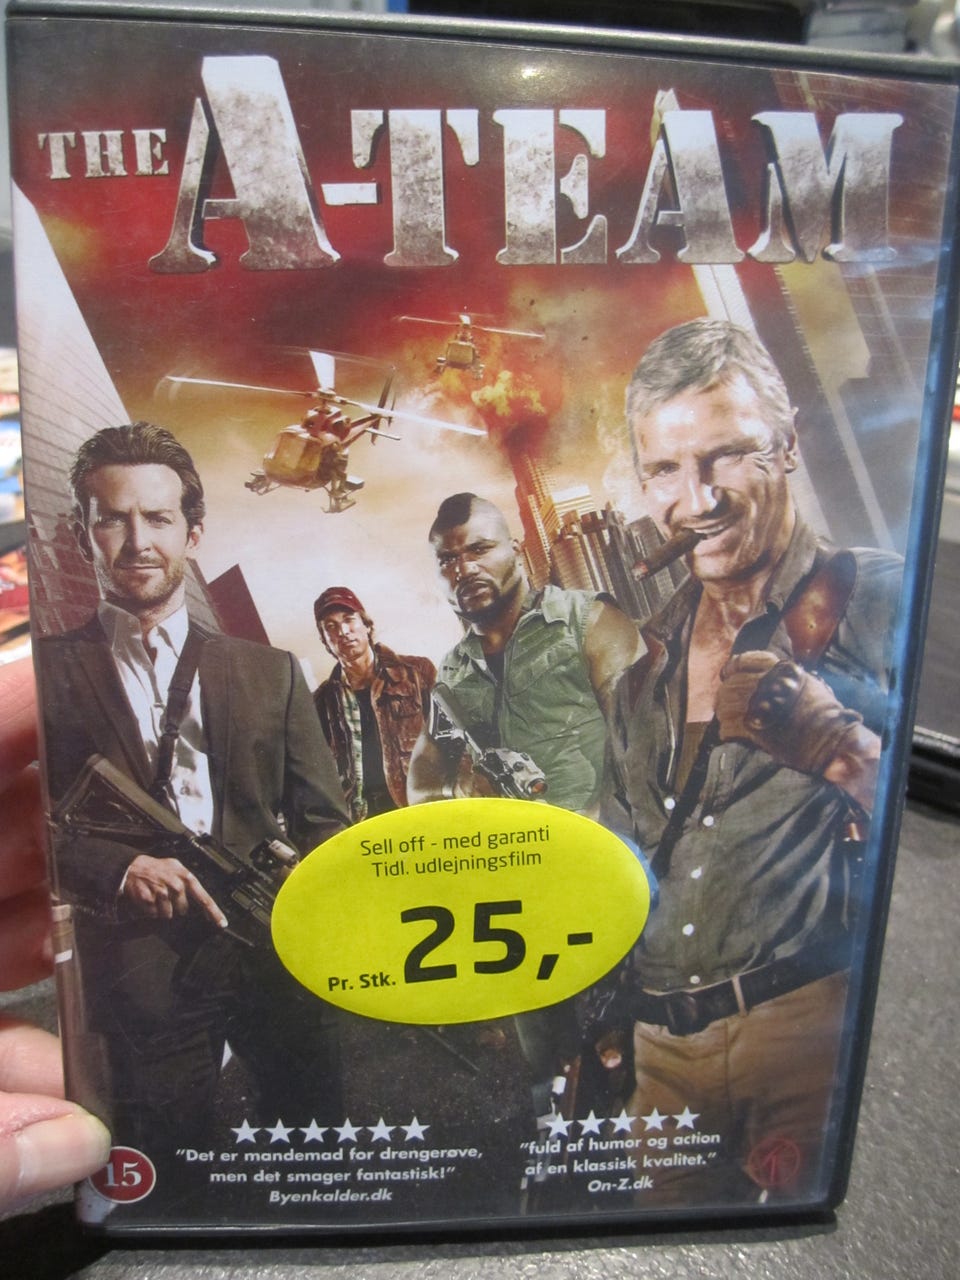 THE A-TEAM
Sell off - med garanti
Tidl. udlejningsfilm
Pr. Stk. 25,-
"Det er mandemad for drengerøve,
men det smager fantastisk!"
Byenkalder.dk
"fuld af humor og action
af en klassisk kvalitet."
On-Z.dk
15